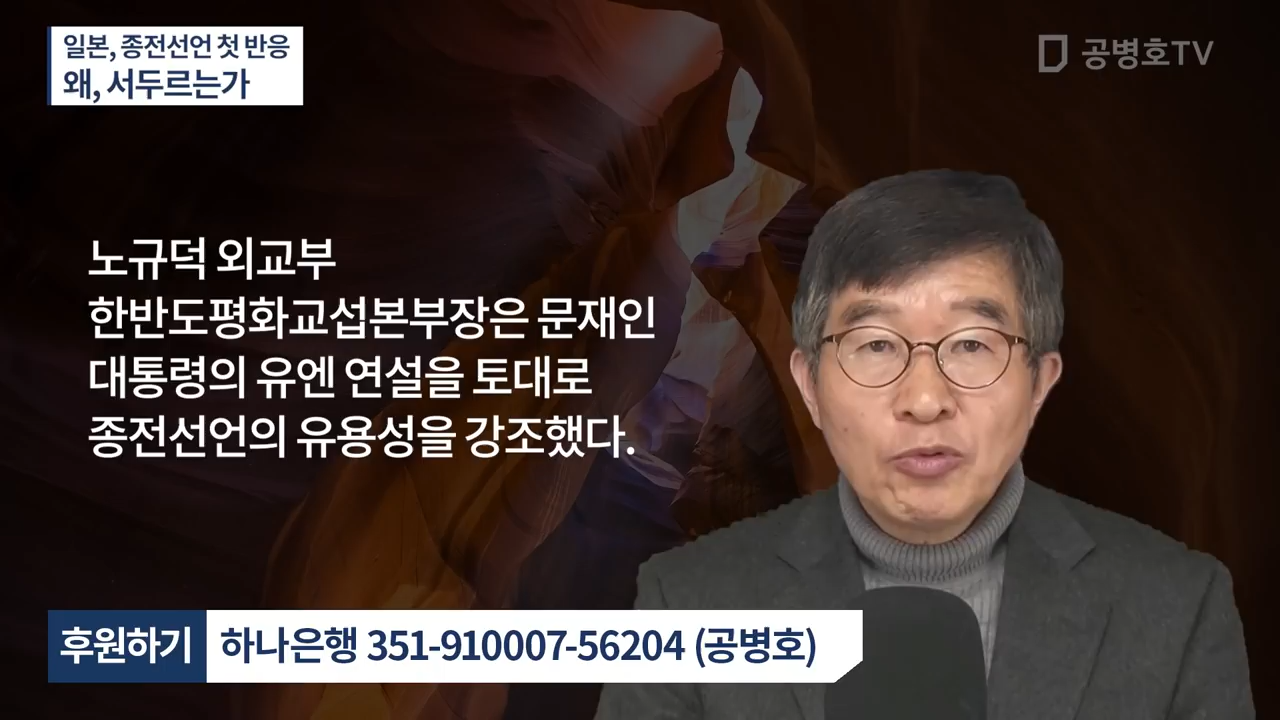 일본, 종전선언 첫 반응
왜, 서두르는가
공병호TV
노규덕 외교부
한반도평화교섭본부장은 문재인
대통령의 유엔 연설을 토대로
종전선언의 유용성을 강조했다.
후원하기 하나은행 351-910007-56204 (공병호)